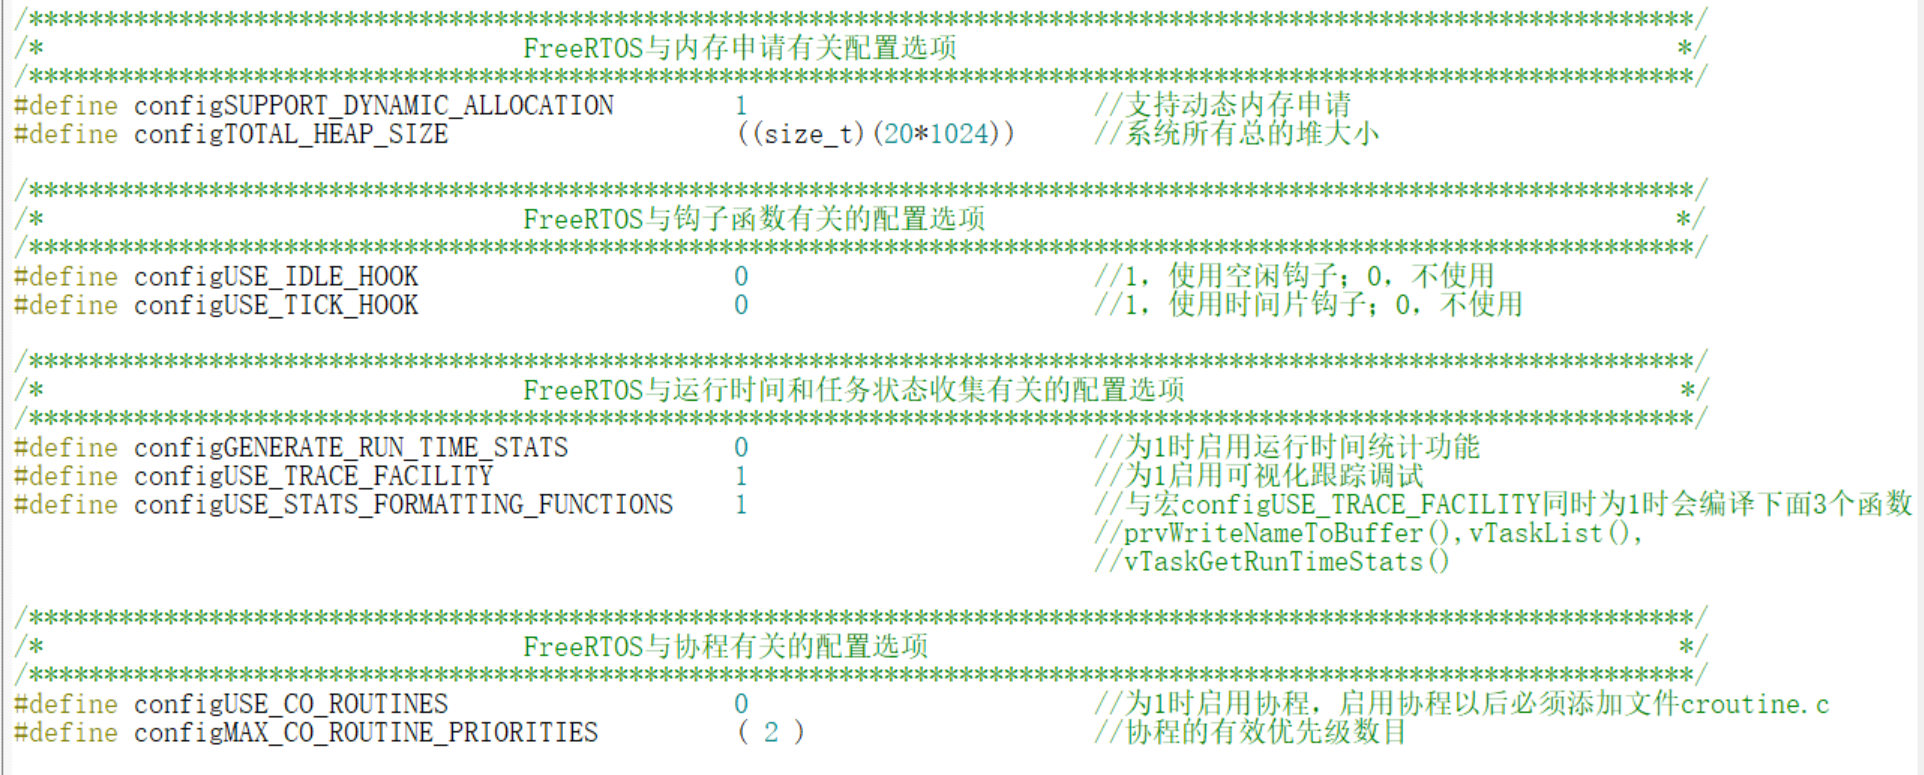 /***************************************************************************************************************/
/*                                FreeRTOS与内存申请有关配置选项                                                */
/***************************************************************************************************************/
#define configSUPPORT_DYNAMIC_ALLOCATION        1                       //支持动态内存申请
#define configTOTAL_HEAP_SIZE                   ((size_t)(20*1024))     //系统所有总的堆大小
/***************************************************************************************************************/
/*                                FreeRTOS与钩子函数有关的配置选项                                              */
/***************************************************************************************************************/
#define configUSE_IDLE_HOOK                     0                       //1，使用空闲钩子；0，不使用
#define configUSE_TICK_HOOK                     0                       //1，使用时间片钩子；0，不使用
/***************************************************************************************************************/
/*                                FreeRTOS与运行时间和任务状态收集有关的配置选项                                 */
/***************************************************************************************************************/
#define configGENERATE_RUN_TIME_STATS           0                       //为1时启用运行时间统计功能
#define configUSE_TRACE_FACILITY                1                       //为1启用可视化跟踪调试
#define configUSE_STATS_FORMATTING_FUNCTIONS    1                       //与宏configUSE_TRACE_FACILITY同时为1时会编译下面3个函数
//prvWriteNameToBuffer(),vTaskList(),
//vTaskGetRunTimeStats()
/***************************************************************************************************************/
/*                                FreeRTOS与协程有关的配置选项                                                  */
/***************************************************************************************************************/
#define configUSE_CO_ROUTINES                   0                       //为1时启用协程，启用协程以后必须添加文件croutine.c
#define configMAX_CO_ROUTINE_PRIORITIES         ( 2 )                   //协程的有效优先级数目